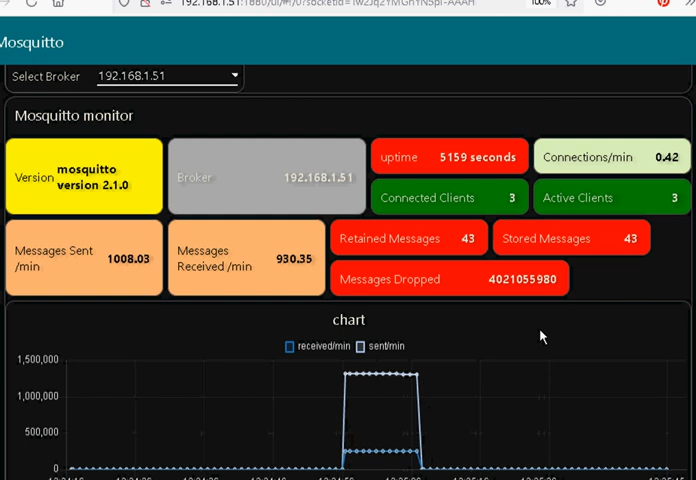 100%
Mosquitto
Select Broker 192.168.1.51
Mosquitto monitor
Version mosquitto version 2.1.0
Broker 192.168.1.51
uptime 5159 seconds
Connections/min 0.42
Connected Clients 3
Active Clients 3
Messages Sent /min 1008.03
Messages Received /min 930.35
Retained Messages 43
Stored Messages 43
Messages Dropped 4021055980
chart
received/min sent/min
1,500,000
1,000,000
500,000
0